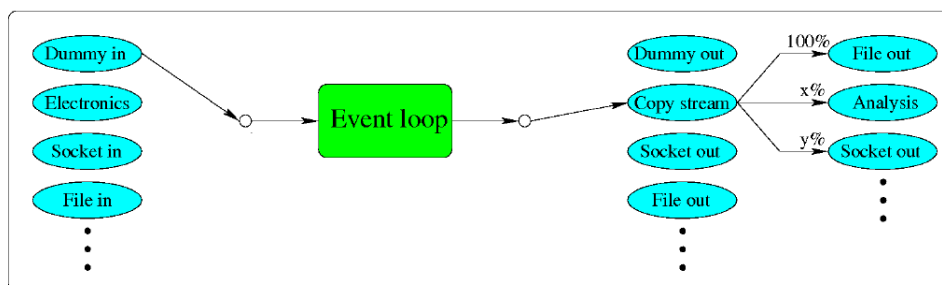 Dummy in
Electronics
Socket in
File in
Event loop
Dummy out
Copy stream
Socket out
File out
100%
x%
y%
File out
Analysis
Socket out